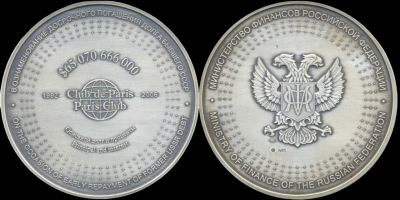 В ОЗНАМЕНОВАНИЕ ДОСРОЧНОГО ПОГАШЕНИЯ ДОЛГА БЫВШЕГО СССР
$65 070 666 000
1992
Club de Paris
Paris Club
2006
ON THE OCCASION OF EARLY REPAYMENT OF FORMER USSR DEBT
МИНИСТЕРСТВО ФИНАНСОВ РОССИЙСКОЙ ФЕДЕРАЦИИ
MINISTRY OF FINANCE OF THE RUSSIAN FEDERATION